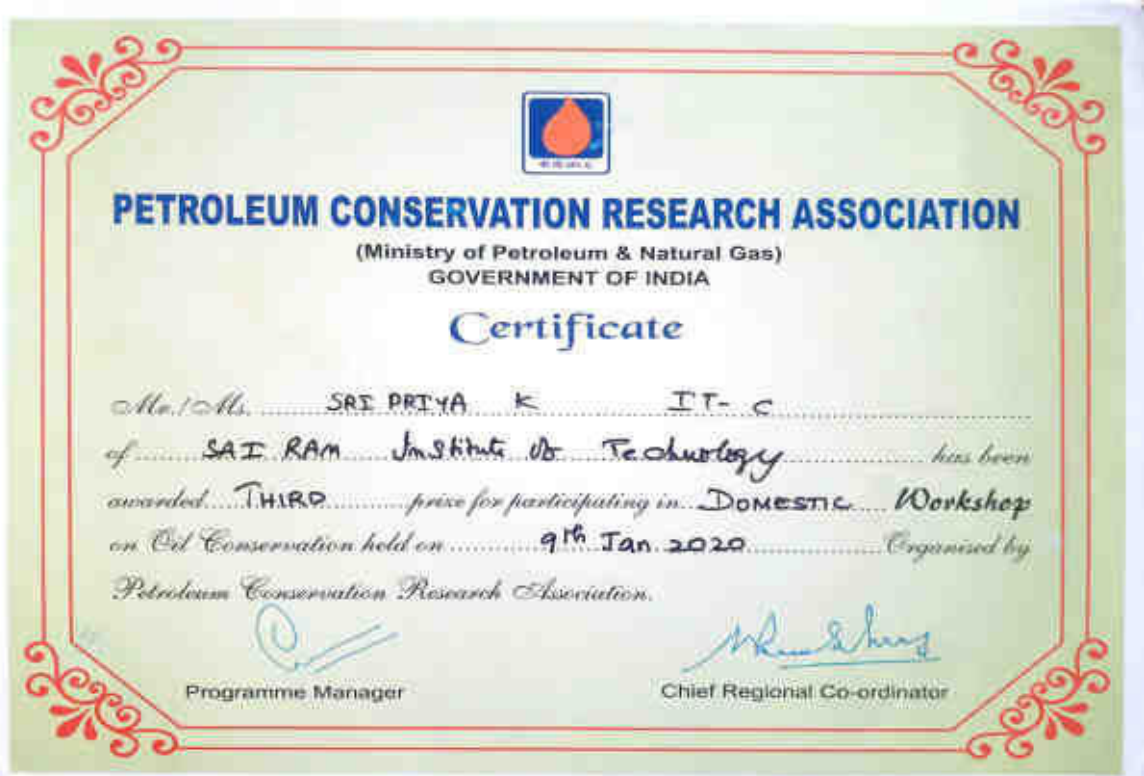 PETROLEUM CONSERVATION RESEARCH ASSOCIATION
(Ministry of Petroleum & Natural Gas)
GOVERNMENT OF INDIA
Certificate
Mr./Ms. SRI PRIYA K IT- C
of SAI RAM Institute of Technology has been
awarded THIRD prize for participating in DOMESTIC Workshop
on Oil Conservation held on 9th Jan 2020 Organised by
Petroleum Conservation Research Association.
Programme Manager
Chief Regional Co-ordinator